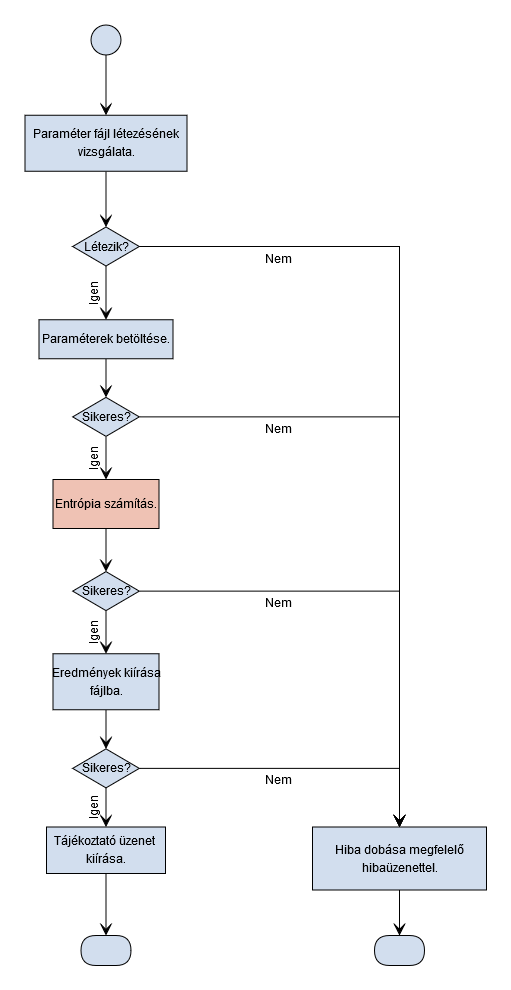 Paraméter fájl létezésének
vizsgálata.
Létezik?
Nem
Igen
Paraméterek betöltése.
Sikeres?
Nem
Igen
Entrópia számítás.
Sikeres?
Nem
Igen
Eredmények kiírása
fájlba.
Sikeres?
Nem
Igen
Tájékoztató üzenet
kiírása.
Hiba dobása megfelelő
hibaüzenettel.